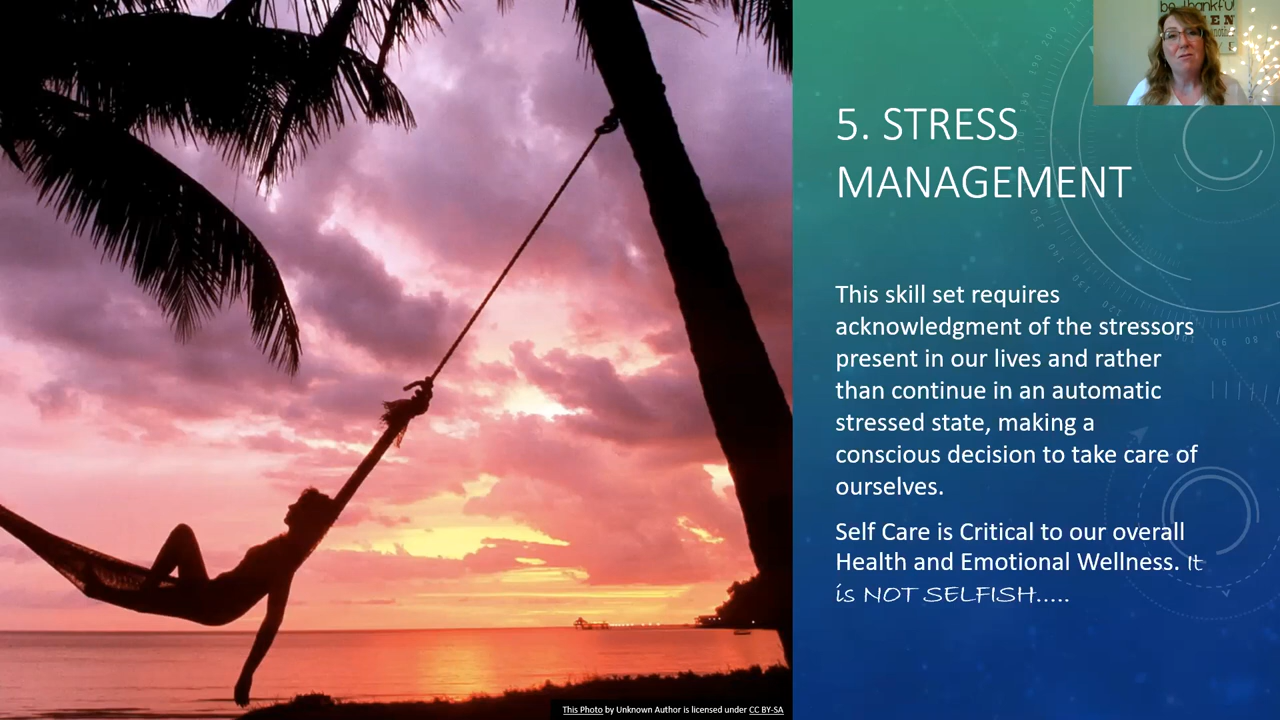 be thankful
5. STRESS
MANAGEMENT
This skill set requires
acknowledgment of the stressors
present in our lives and rather
than continue in an automatic
stressed state, making a
conscious decision to take care of
ourselves.
Self Care is Critical to our overall
Health and Emotional Wellness. It
is NOT SELFISH.....
This Photo by Unknown Author is licensed under CC BY-SA